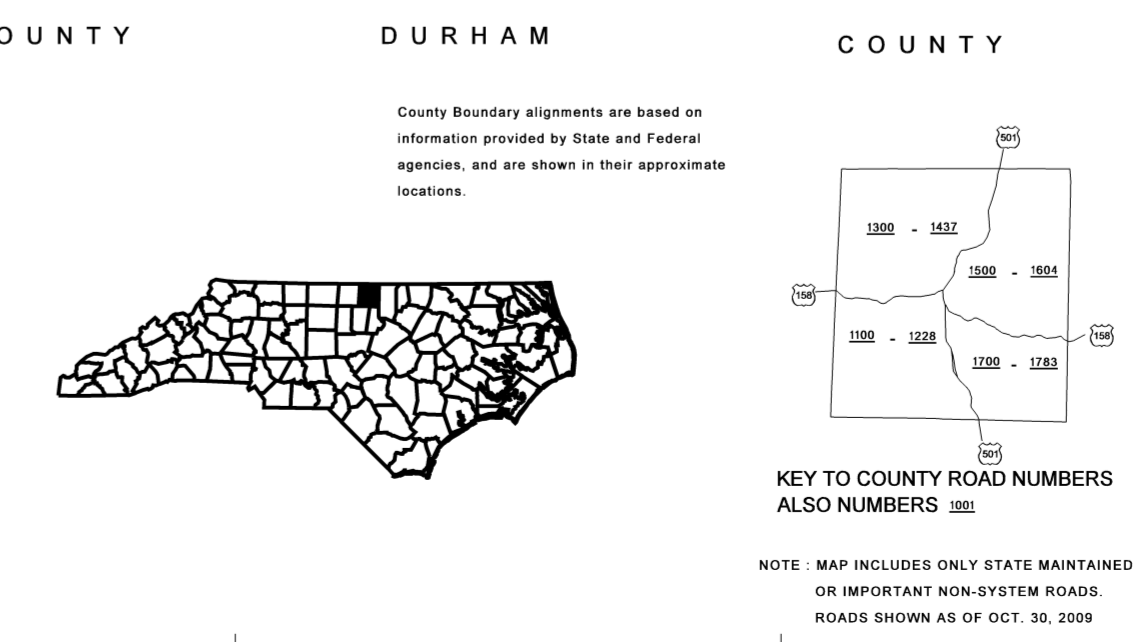 OUNTY
DURHAM
COUNTY
County Boundary alignments are based on
information provided by State and Federal
agencies, and are shown in their approximate
locations.
501
1300 - 1437
1500 - 1604
158
1100 - 1228
158
1700 - 1783
501
KEY TO COUNTY ROAD NUMBERS
ALSO NUMBERS 1001
NOTE : MAP INCLUDES ONLY STATE MAINTAINED
OR IMPORTANT NON-SYSTEM ROADS.
ROADS SHOWN AS OF OCT. 30, 2009